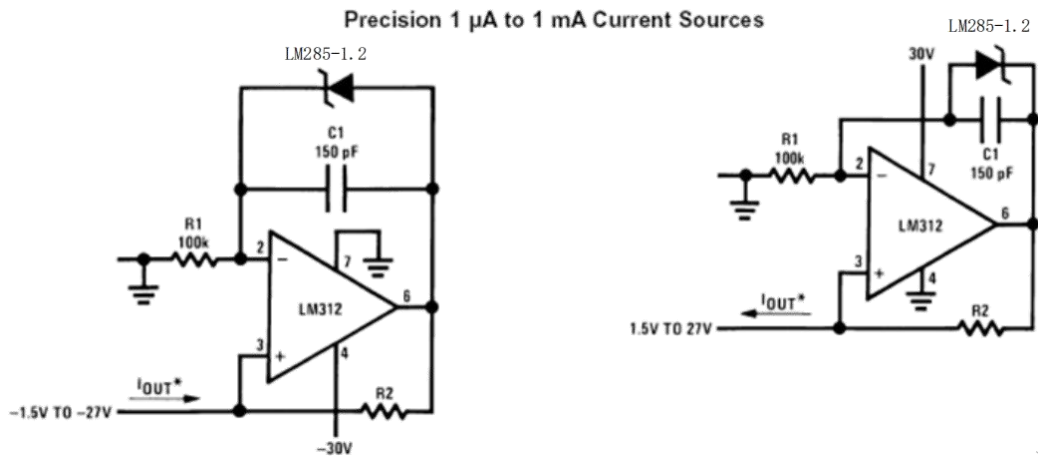 Precision 1 µA to 1 mA Current Sources
LM285-1.2
C1
150 pF
R1
100k
2
−
7
LM312
6
3
+
4
IOUT*
R2
−1.5V TO −27V
−30V
LM285-1.2
30V
C1
150 pF
R1
100k
2
−
7
LM312
6
3
+
4
IOUT*
R2
1.5V TO 27V